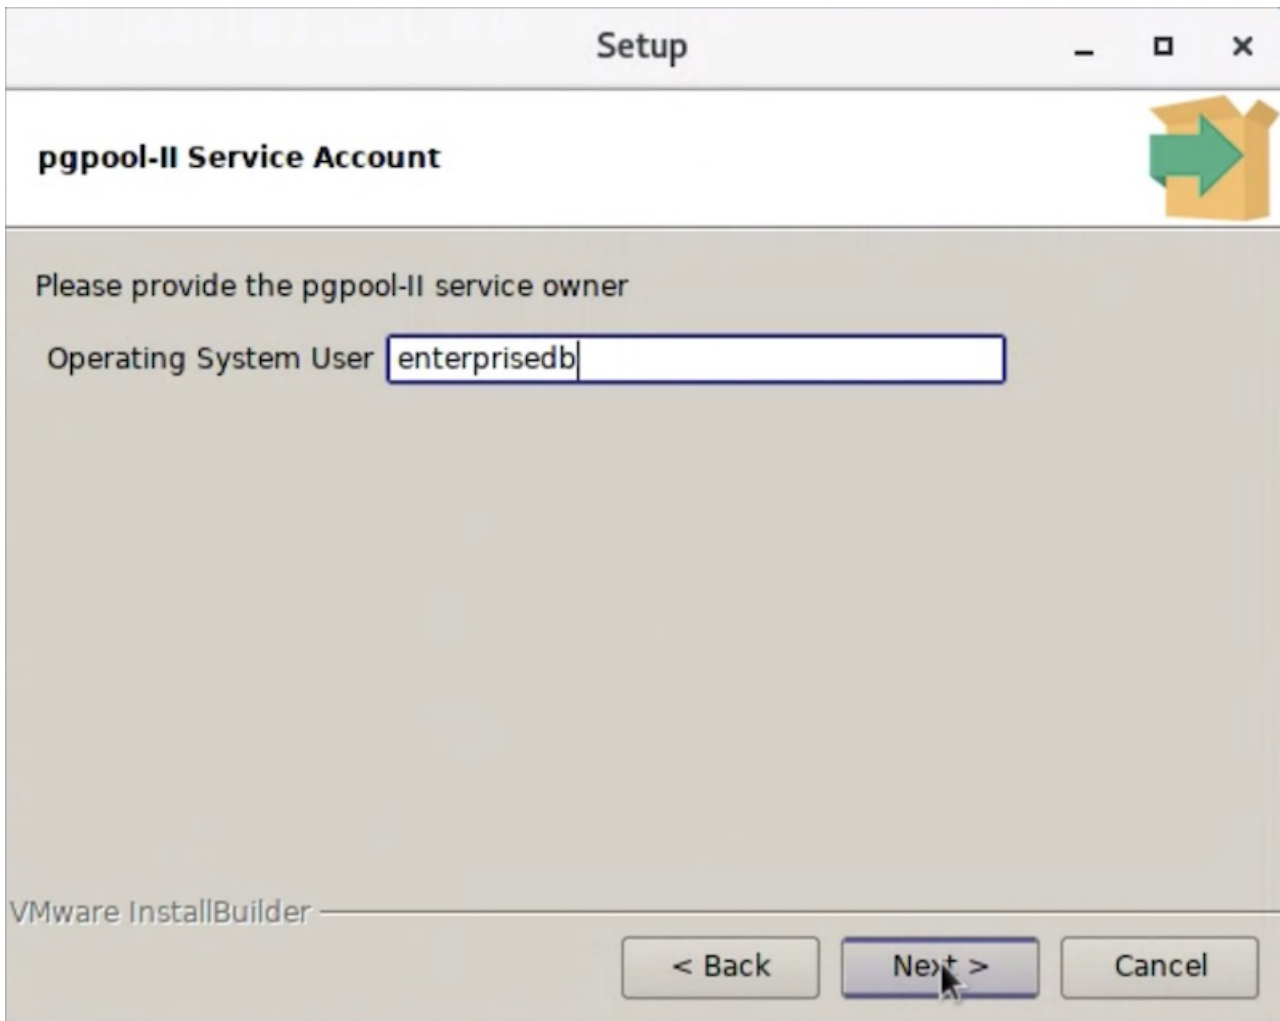 Setup
pgpool-II Service Account
Please provide the pgpool-II service owner
Operating System User enterprisedb
VMware InstallBuilder
< Back Next > Cancel